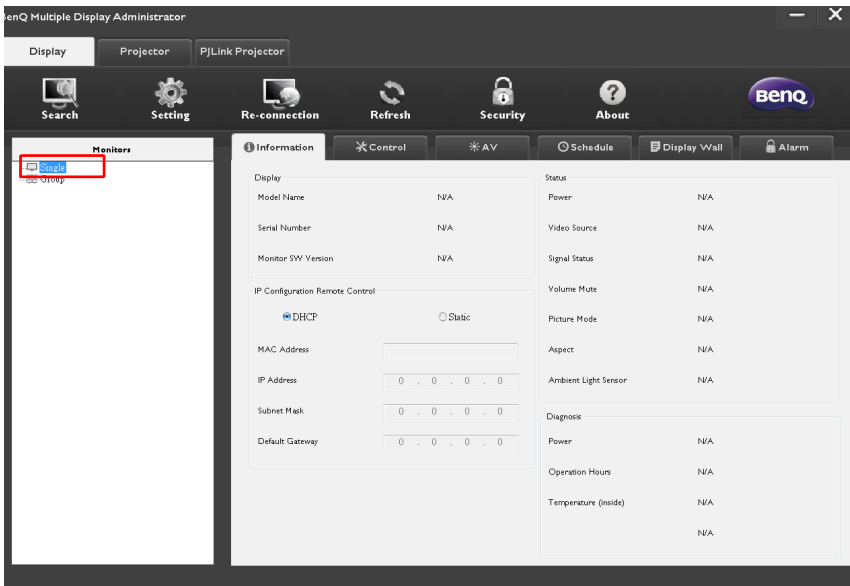 BenQ Multiple Display Administrator
Display Projector PJLink Projector
Search Setting Re-connection Refresh Security About BenQ
Monitors
Single
Group
Information Control AV Schedule Display Wall Alarm
Display
Model Name N/A
Serial Number N/A
Monitor SW Version N/A
IP Configuration Remote Control
DHCP Static
MAC Address
IP Address 0 . 0 . 0 . 0
Subnet Mask 0 . 0 . 0 . 0
Default Gateway 0 . 0 . 0 . 0
Status
Power N/A
Video Source N/A
Signal Status N/A
Volume Mute N/A
Picture Mode N/A
Aspect N/A
Ambient Light Sensor N/A
Diagnosis
Power N/A
Operation Hours N/A
Temperature (inside) N/A
N/A